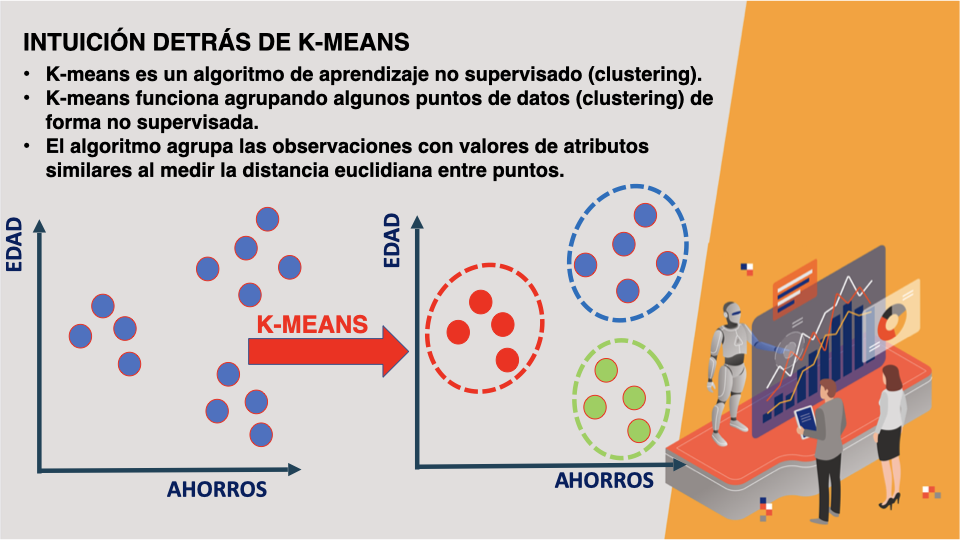 INTUICIÓN DETRÁS DE K-MEANS
• K-means es un algoritmo de aprendizaje no supervisado (clustering).
• K-means funciona agrupando algunos puntos de datos (clustering) de
forma no supervisada.
• El algoritmo agrupa las observaciones con valores de atributos
similares al medir la distancia euclidiana entre puntos.
EDAD
EDAD
K-MEANS
AHORROS
AHORROS